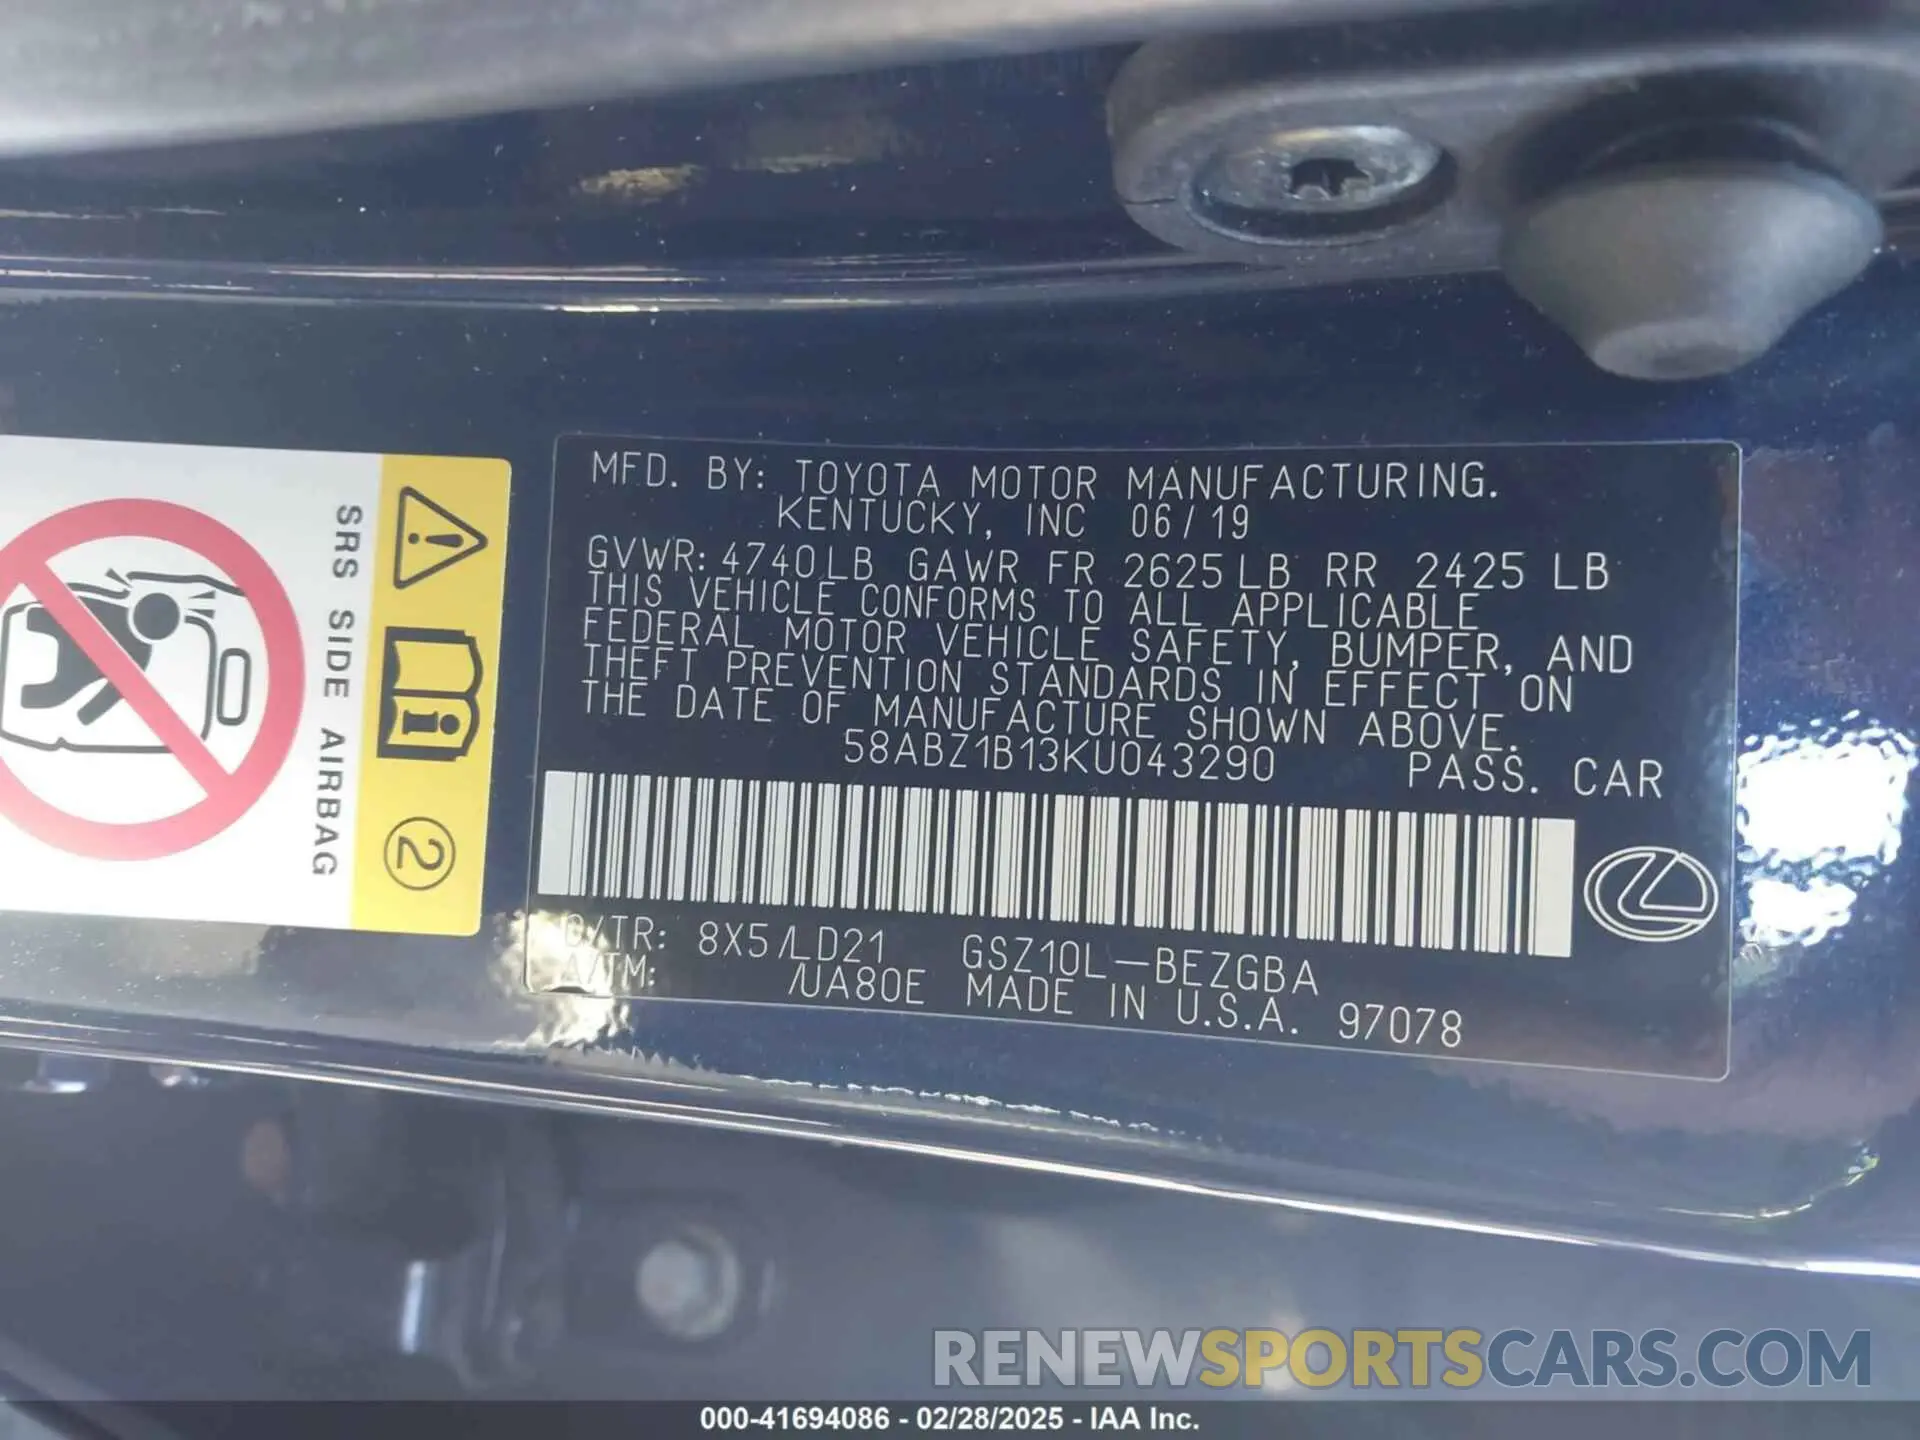 MFD. BY: TOYOTA MOTOR MANUFACTURING.
KENTUCKY, INC 06/19
GVWR: 4740LB GAWR FR 2625LB RR 2425 LB
THIS VEHICLE CONFORMS TO ALL APPLICABLE
FEDERAL MOTOR VEHICLE SAFETY, BUMPER, AND
THEFT PREVENTION STANDARDS IN EFFECT ON
THE DATE OF MANUFACTURE SHOWN ABOVE.
58ABZ1B13KU043290 PASS. CAR
C/TR: 8X5/LD21 GSZ10L-BEZGBA
A/TM: /UA80E MADE IN U.S.A. 97078
SRS SIDE AIRBAG
2
RENEWSPORTSCARS.COM
000-41694086 - 02/28/2025 - IAA Inc.